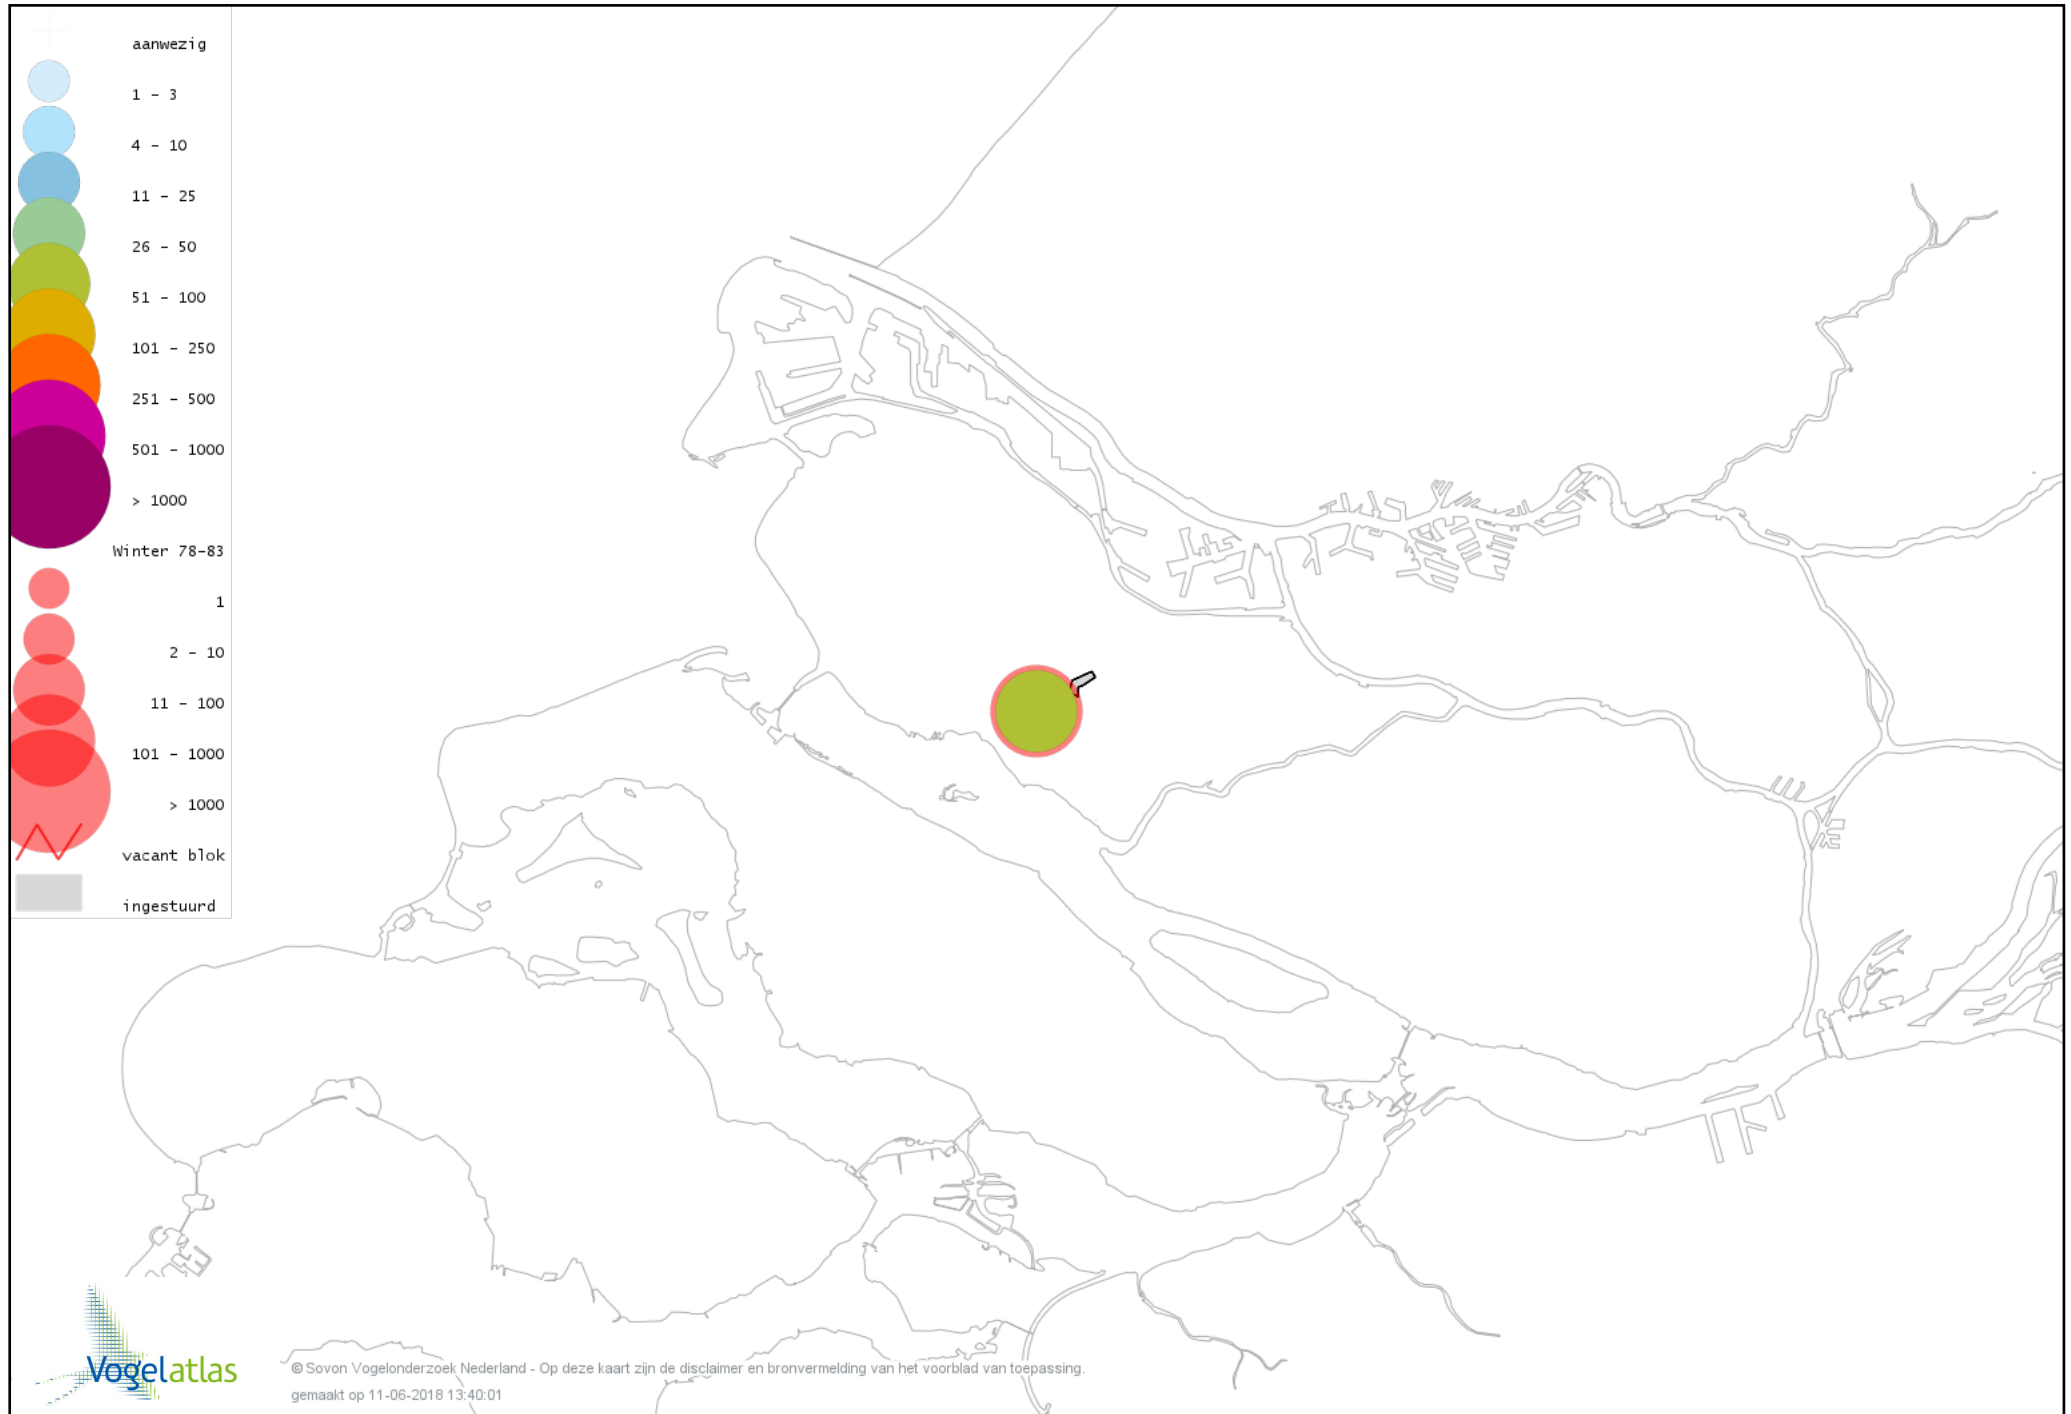 aanwezig
1 - 3
4 - 10
11 - 25
26 - 50
51 - 100
101 - 250
251 - 500
501 - 1000
> 1000
Winter 78-83
1
2 - 10
11 - 100
101 - 1000
> 1000
vacant blok
ingestuurd
Vogelatlas
© Sovon Vogelonderzoek Nederland - Op deze kaart zijn de disclaimer en bronvermelding van het voorblad van toepassing.
gemaakt op 11-06-2018 13:40:01